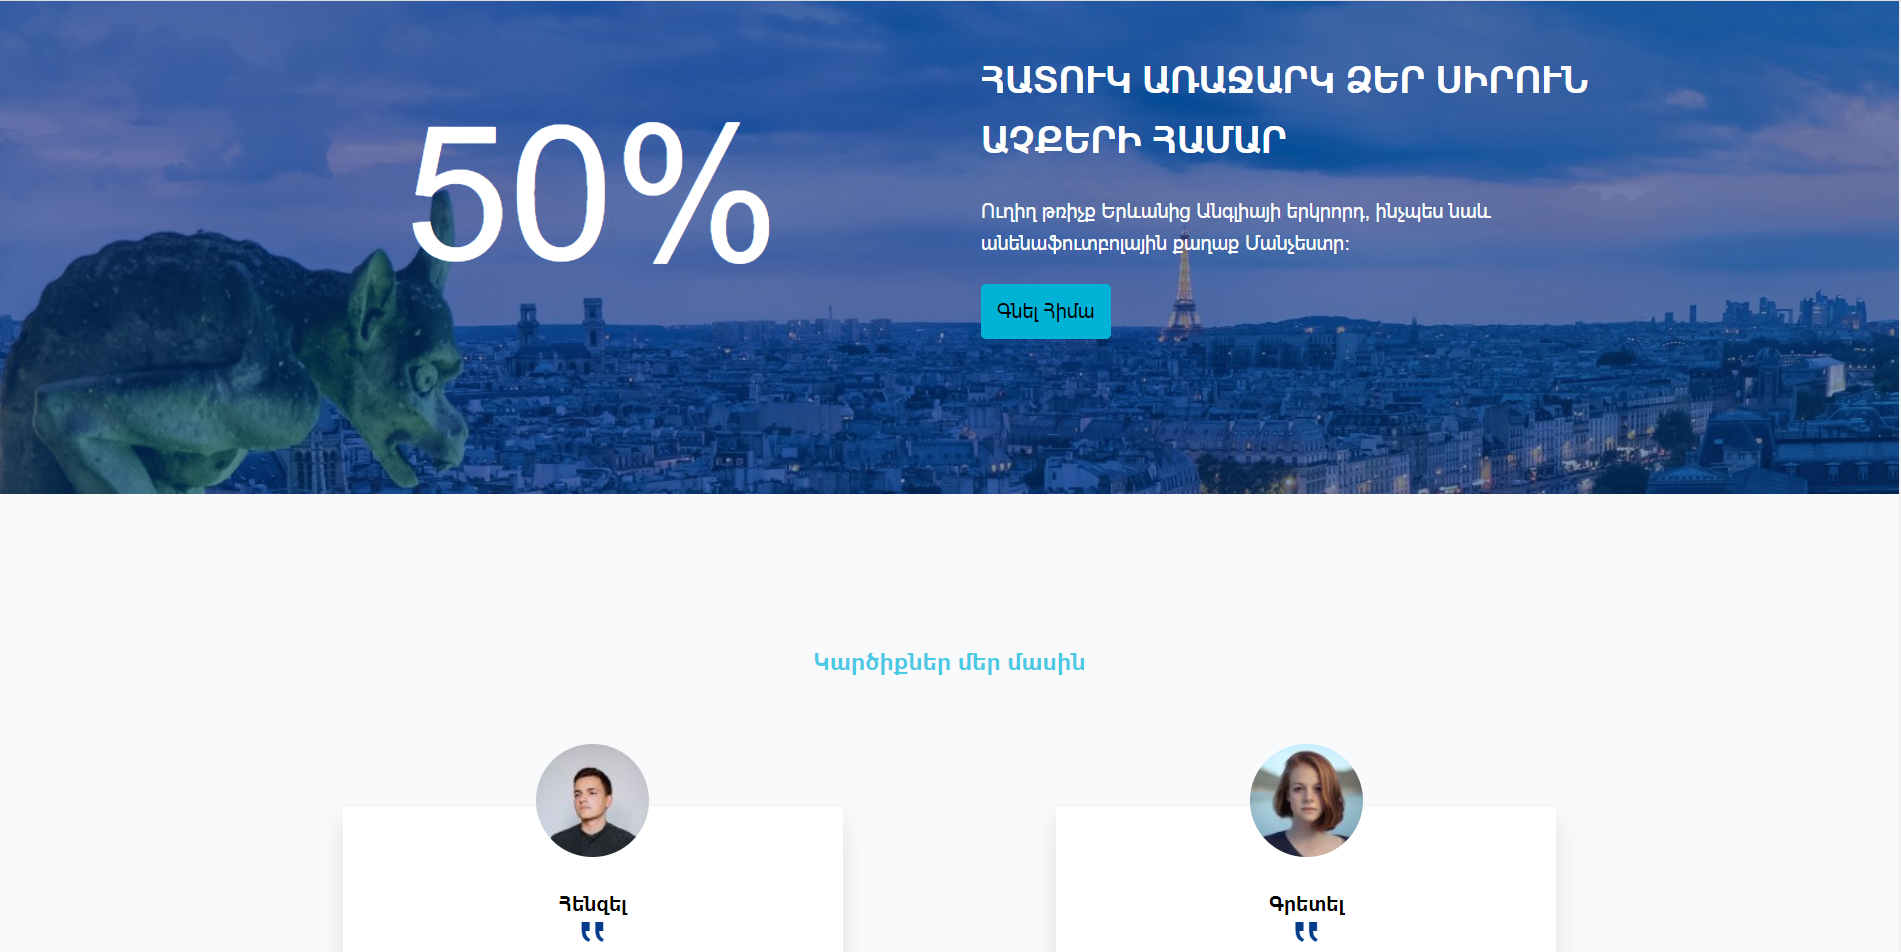 50%
ՀԱՏՈՒԿ ԱՌԱՋԱՐԿ ՁԵՐ ՍԻՐՈՒՆ
ԱՉՔԵՐԻ ՀԱՄԱՐ
Ուղիղ թռիչք Երևանից Անգլիայի երկրորդ, ինչպես նաև
անենաֆուտբոլային քաղաք Մանչեստր:
Գնել Հիմա
Կարծիքներ մեր մասին
Հենզել
Գրետել